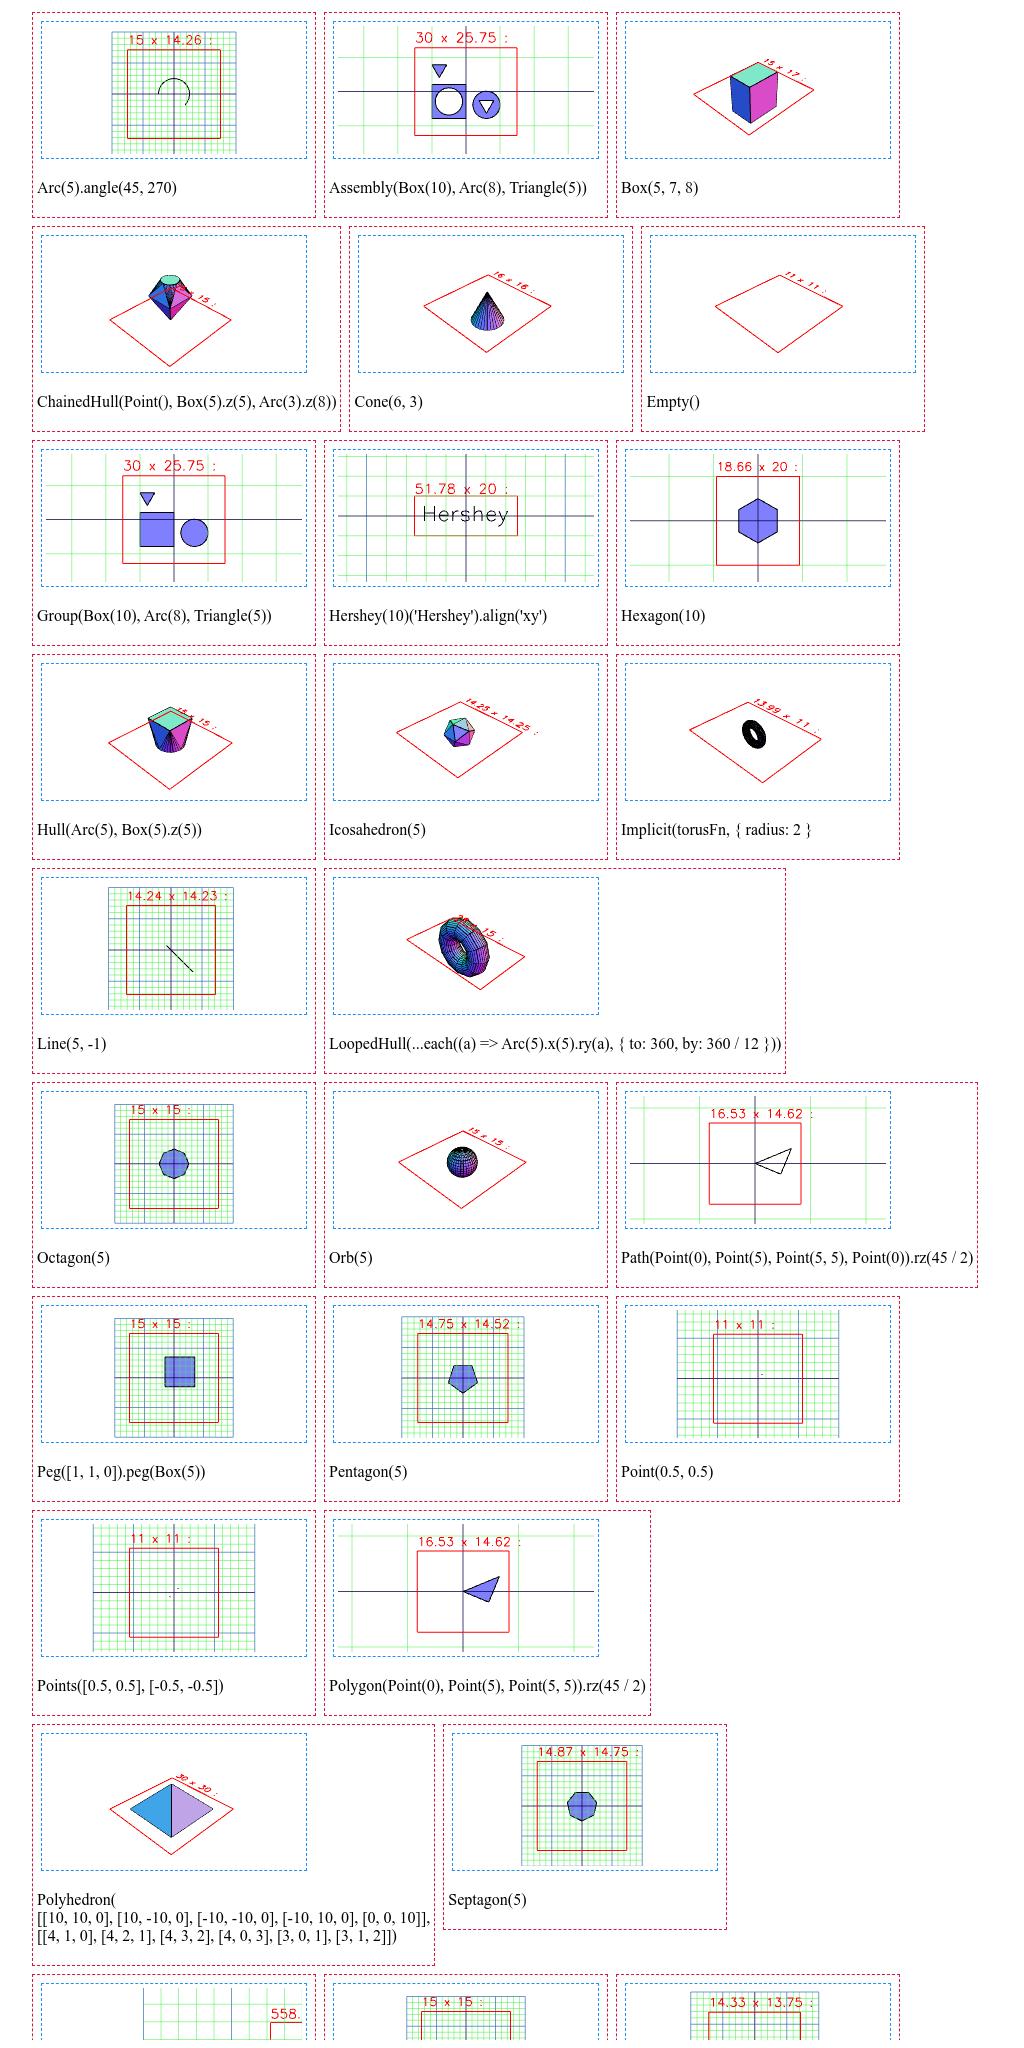 15 x 14.26 :
30 x 25.75 :
15 x 17 :
Arc(5).angle(45, 270)
Assembly(Box(10), Arc(8), Triangle(5))
Box(5, 7, 8)
15 :
16 x 16 :
11 x 11 :
ChainedHull(Point(), Box(5).z(5), Arc(3).z(8))
Cone(6, 3)
Empty()
30 x 25.75 :
51.78 x 20 :
Hershey
18.66 x 20 :
Group(Box(10), Arc(8), Triangle(5))
Hershey(10)('Hershey').align('xy')
Hexagon(10)
15 x 15 :
14.25 x 14.25 :
13.99 x 11 :
Hull(Arc(5), Box(5).z(5))
Icosahedron(5)
Implicit(torusFn, { radius: 2 }
14.24 x 14.23 :
15 :
Line(5, -1)
LoopedHull(...each((a) => Arc(5).x(5).ry(a), { to: 360, by: 360 / 12 }))
15 x 15 :
15 x 15 :
16.53 x 14.62 :
Octagon(5)
Orb(5)
Path(Point(0), Point(5), Point(5, 5), Point(0)).rz(45 / 2)
15 x 15 :
14.75 x 14.52 :
11 x 11 :
Peg([1, 1, 0]).peg(Box(5))
Pentagon(5)
Point(0.5, 0.5)
11 x 11 :
16.53 x 14.62 :
Points([0.5, 0.5], [-0.5, -0.5])
Polygon(Point(0), Point(5), Point(5, 5)).rz(45 / 2)
30 x 30 :
14.87 x 14.75 :
Polyhedron(
[[10, 10, 0], [10, -10, 0], [-10, -10, 0], [-10, 10, 0], [0, 0, 10]],
[[4, 1, 0], [4, 2, 1], [4, 3, 2], [4, 0, 3], [3, 0, 1], [3, 1, 2]])
Septagon(5)
558.
15 x 15 :
14.33 x 13.75 :